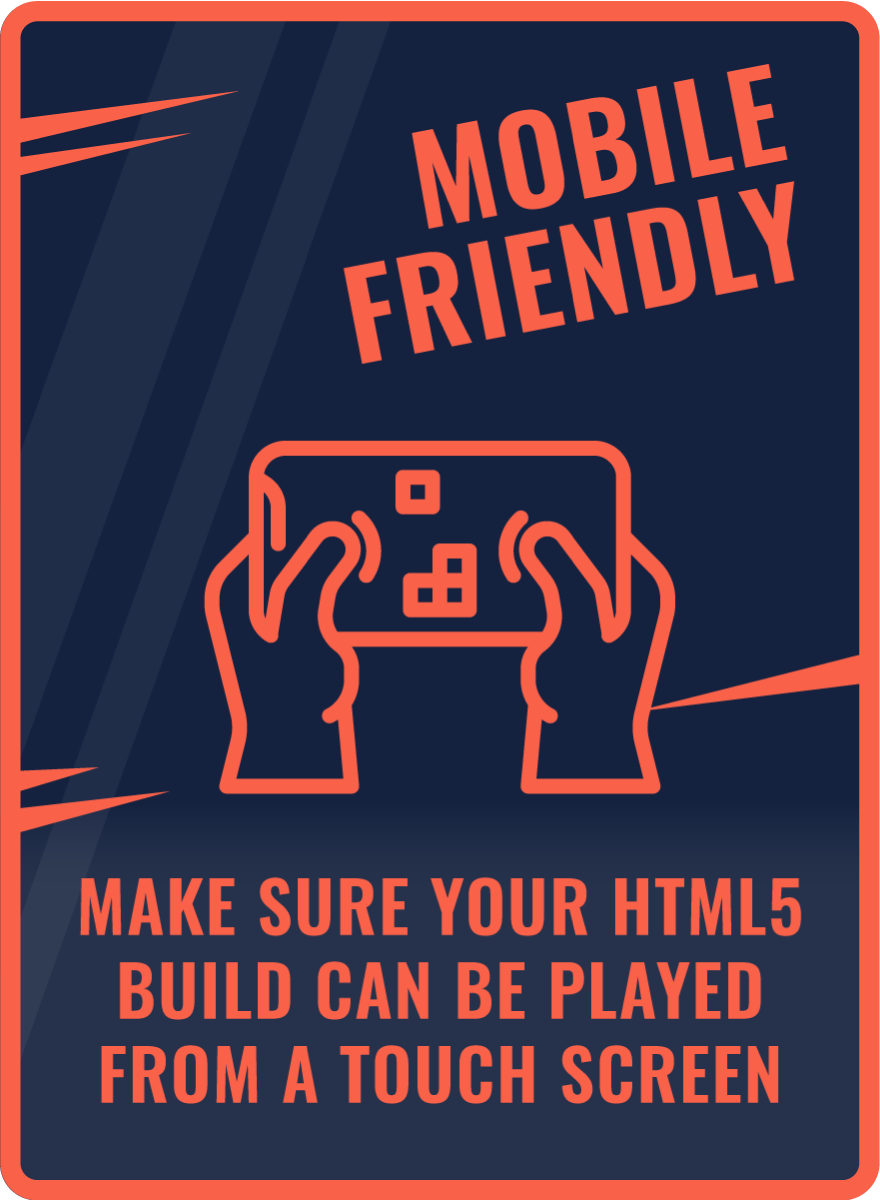 MOBILE
FRIENDLY
MAKE SURE YOUR HTML5
BUILD CAN BE PLAYED
FROM A TOUCH SCREEN